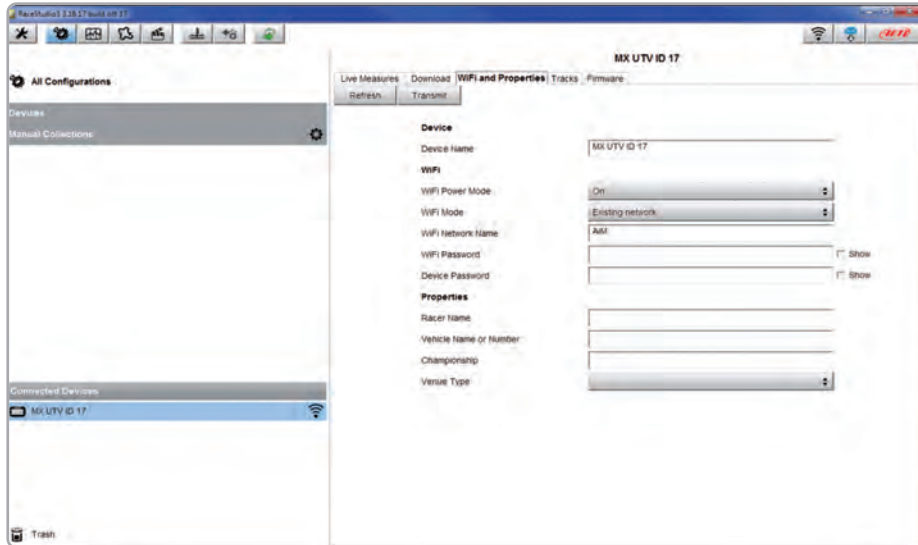 RaceStudio3
AiM
All Configurations
Devices
Manual Collections
Connected Devices
MX UTV ID 17
Trash
MX UTV ID 17
Live Measures Download WiFi and Properties Tracks Firmware
Refresh Transmit
Device
Device Name MX UTV ID 17
WiFi
WiFi Power Mode On
WiFi Mode Existing network
WiFi Network Name AiM
WiFi Password Show
Device Password Show
Properties
Racer Name
Vehicle Name or Number
Championship
Venue Type